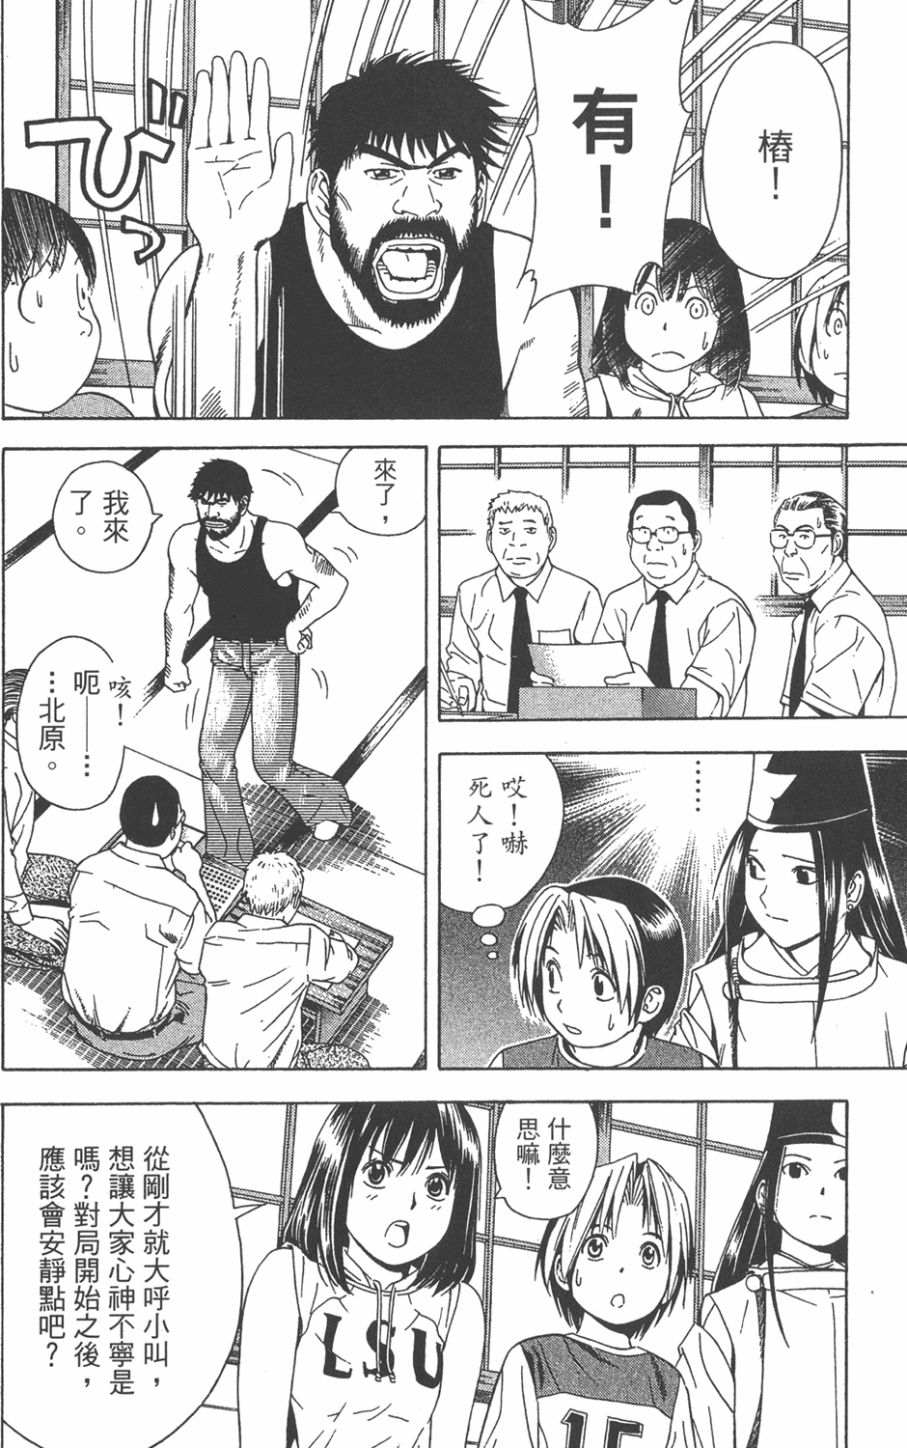 樁！
有！
びっ
來了，
我來
了。
咳！
呃——…
…北原。
……
哎！嚇
死人了！
什麼意
思嘛！
從剛才就大呼小叫，
想讓大家心神不寧是
嗎？對局開始之後，
應該會安靜點吧？
LSU
15